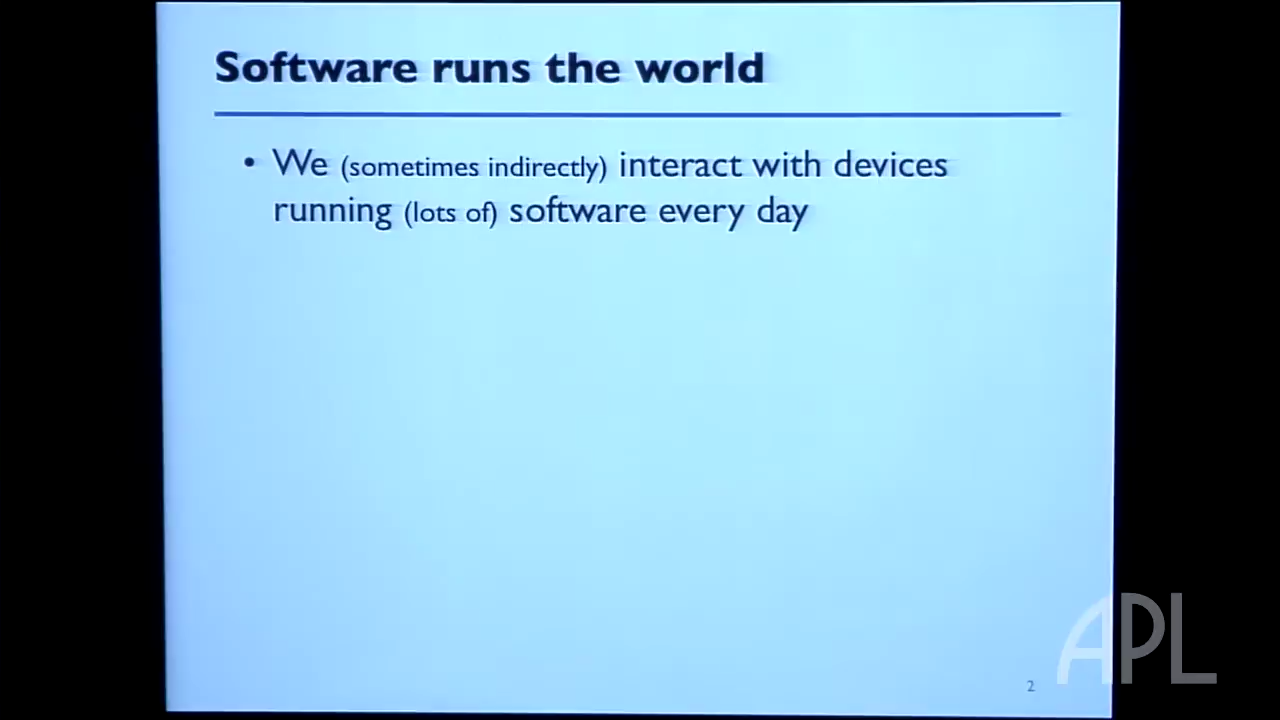 Software runs the world
• We (sometimes indirectly) interact with devices
running (lots of) software every day
2
APL